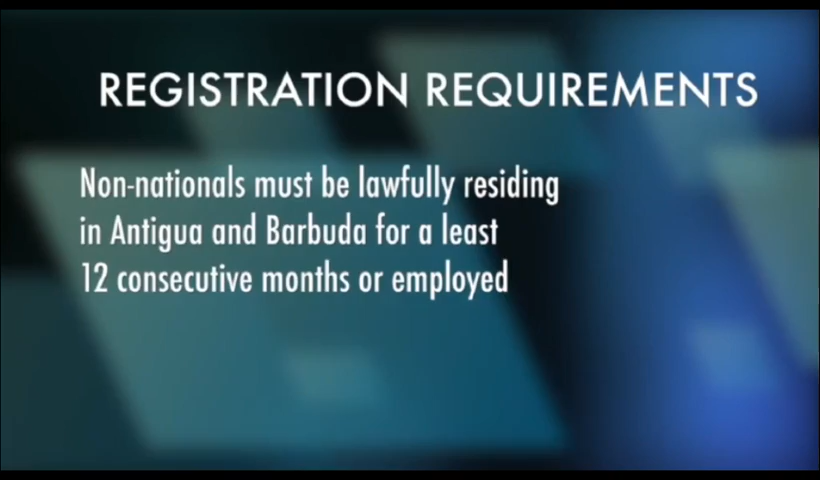 REGISTRATION REQUIREMENTS
Non-nationals must be lawfully residing
in Antigua and Barbuda for a least
12 consecutive months or employed